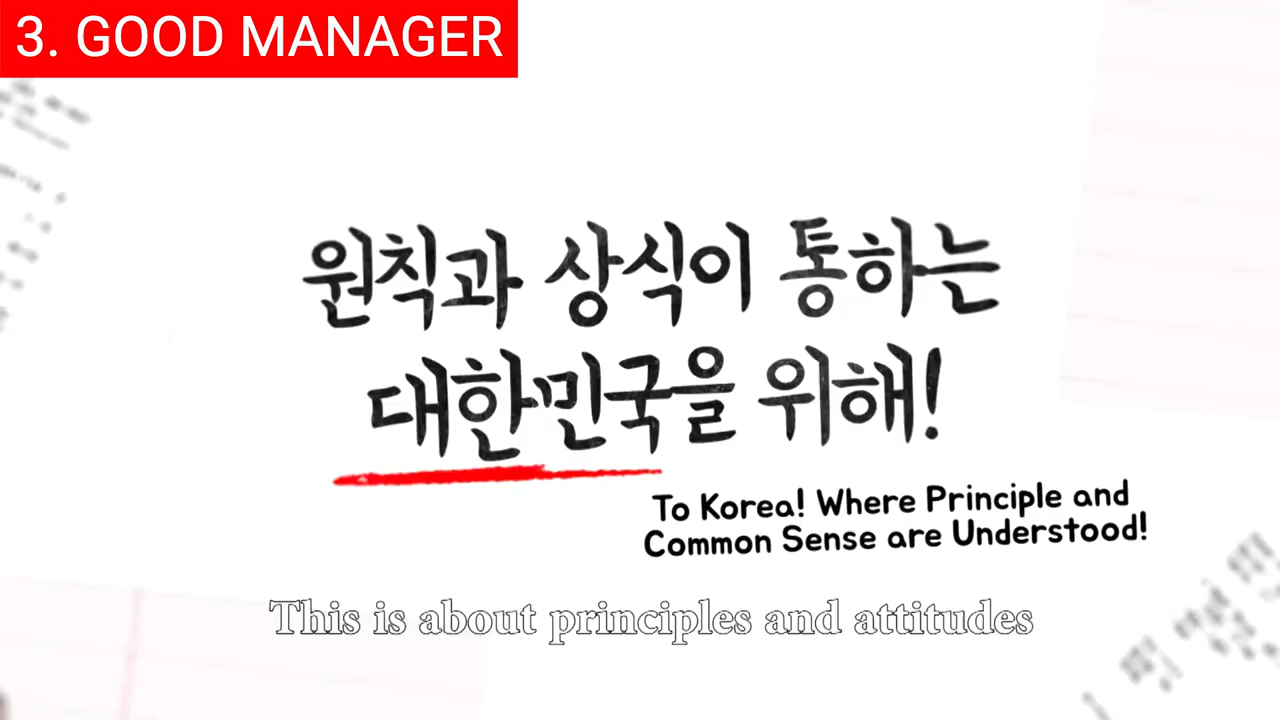 3. GOOD MANAGER
원칙과 상식이 통하는
대한민국을 위해!
To Korea! Where Principle and
Common Sense are Understood!
This is about principles and attitudes